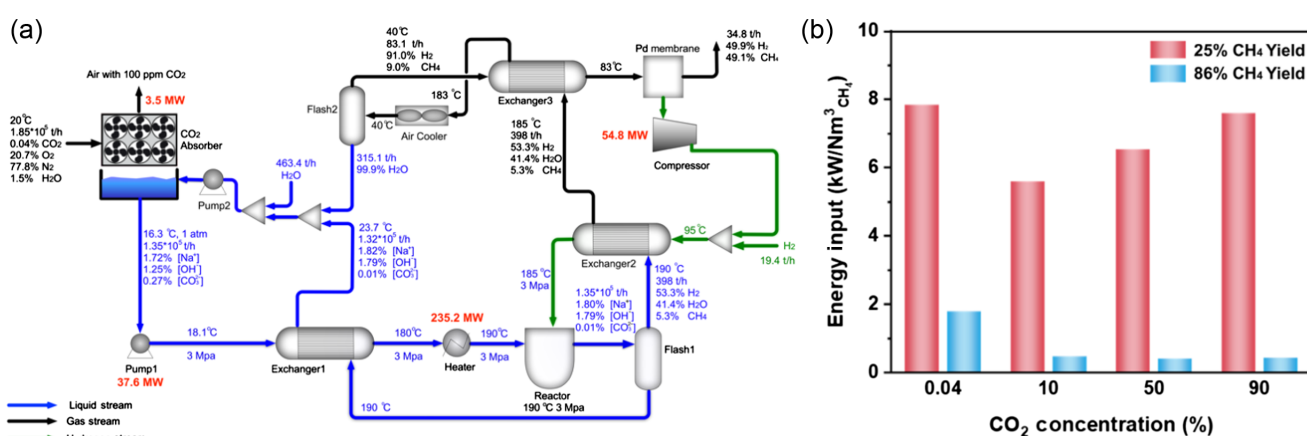 (a)
Air with 100 ppm CO₂
3.5 MW
20℃
1.85*10⁵ t/h
0.04% CO₂
20.7% O₂
77.8% N₂
1.5% H₂O
CO₂
Absorber
Pump2
463.4 t/h
H₂O
16.3 ℃, 1 atm
1.35*10⁵ t/h
1.72% [Na⁺]
1.25% [OH⁻]
0.27% [CO₃²⁻]
Pump1
37.6 MW
18.1℃
3 Mpa
Exchanger1
23.7℃
1.32*10⁵ t/h
1.82% [Na⁺]
1.79% [OH⁻]
0.01% [CO₃²⁻]
315.1 t/h
99.9% H₂O
Flash2
40℃
83.1 t/h
91.0% H₂
9.0% CH₄
183 ℃
40℃
Air Cooler
Exchanger3
83℃
Pd membrane
34.8 t/h
49.9% H₂
49.1% CH₄
54.8 MW
Compressor
185 ℃
398 t/h
53.3% H₂
41.4% H₂O
5.3% CH₄
Exchanger2
95℃
H₂
19.4 t/h
185 ℃
3 Mpa
190 ℃
398 t/h
53.3% H₂
41.4% H₂O
5.3% CH₄
1.35*10⁵ t/h
1.80% [Na⁺]
1.79% [OH⁻]
0.01% [CO₃²⁻]
180℃
3 Mpa
235.2 MW
Heater
190℃
3 Mpa
Reactor
190 ℃ 3 Mpa
Flash1
190 ℃
Liquid stream
Gas stream
(b)
Energy input (kW/Nm³CH₄)
10
8
6
4
2
0
25% CH₄ Yield
86% CH₄ Yield
0.04
10
50
90
CO₂ concentration (%)